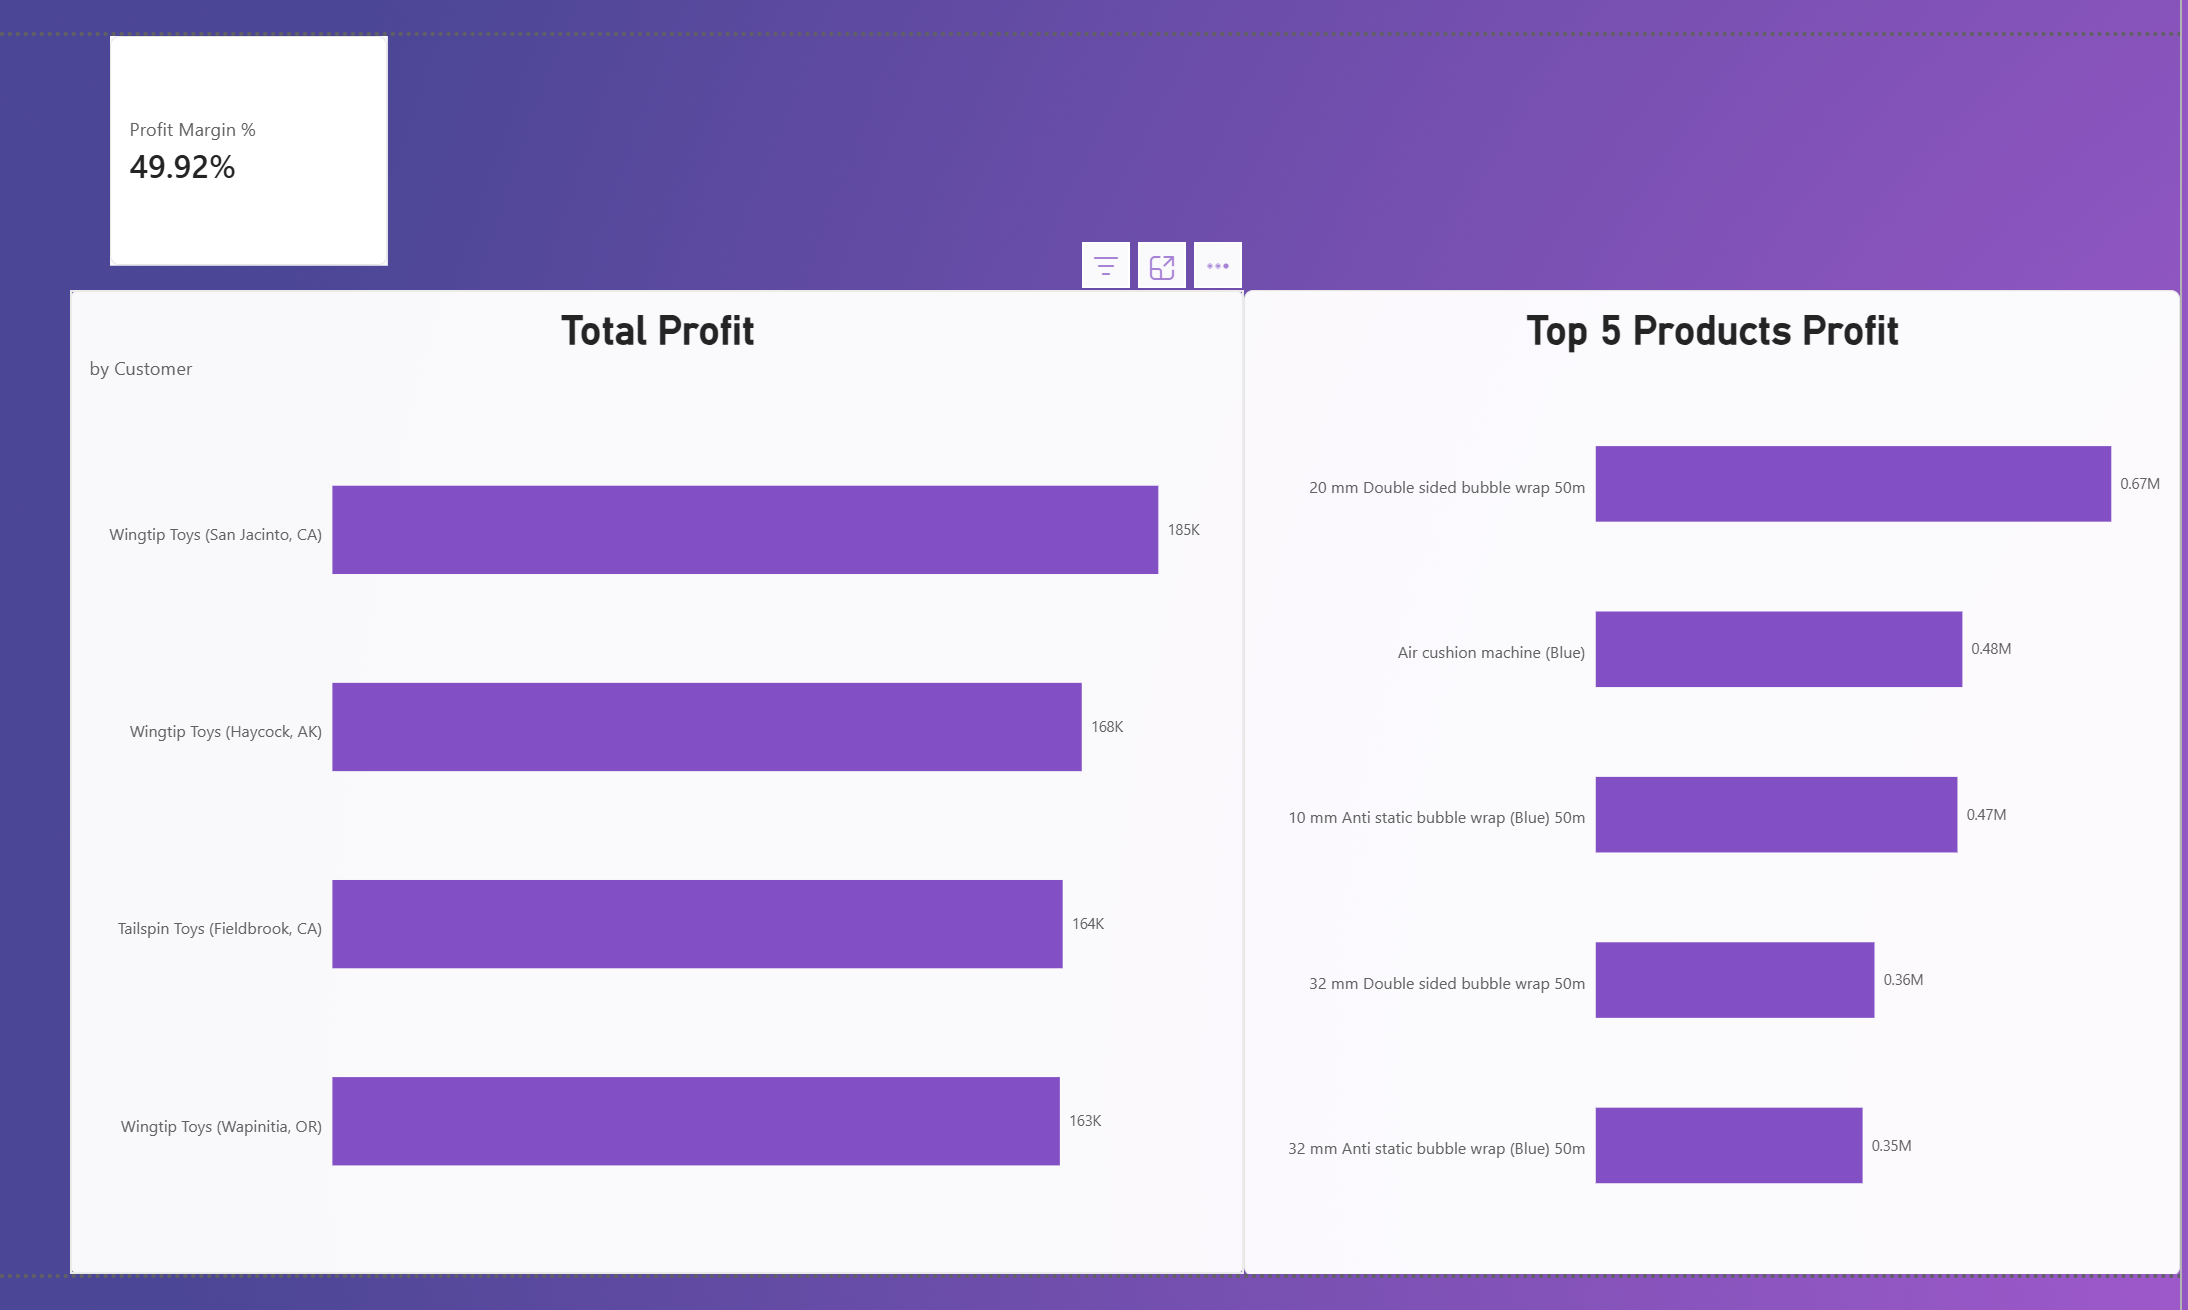 Profit Margin %
49.92%
Total Profit
by Customer
Wingtip Toys (San Jacinto, CA)
185K
Wingtip Toys (Haycock, AK)
168K
Tailspin Toys (Fieldbrook, CA)
164K
Wingtip Toys (Wapinitia, OR)
163K
Top 5 Products Profit
20 mm Double sided bubble wrap 50m
0.67M
Air cushion machine (Blue)
0.48M
10 mm Anti static bubble wrap (Blue) 50m
0.47M
32 mm Double sided bubble wrap 50m
0.36M
32 mm Anti static bubble wrap (Blue) 50m
0.35M